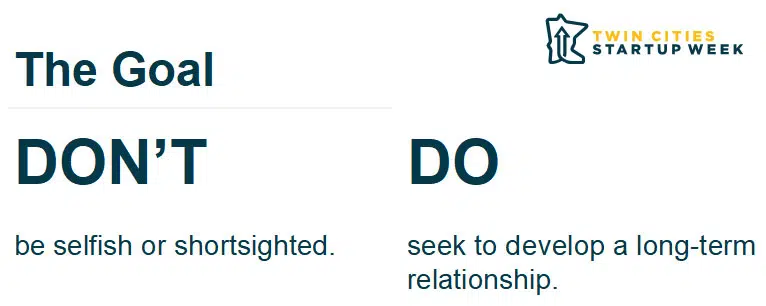 TWIN CITIES
STARTUP WEEK
The Goal
DON’T
be selfish or shortsighted.
DO
seek to develop a long-term
relationship.